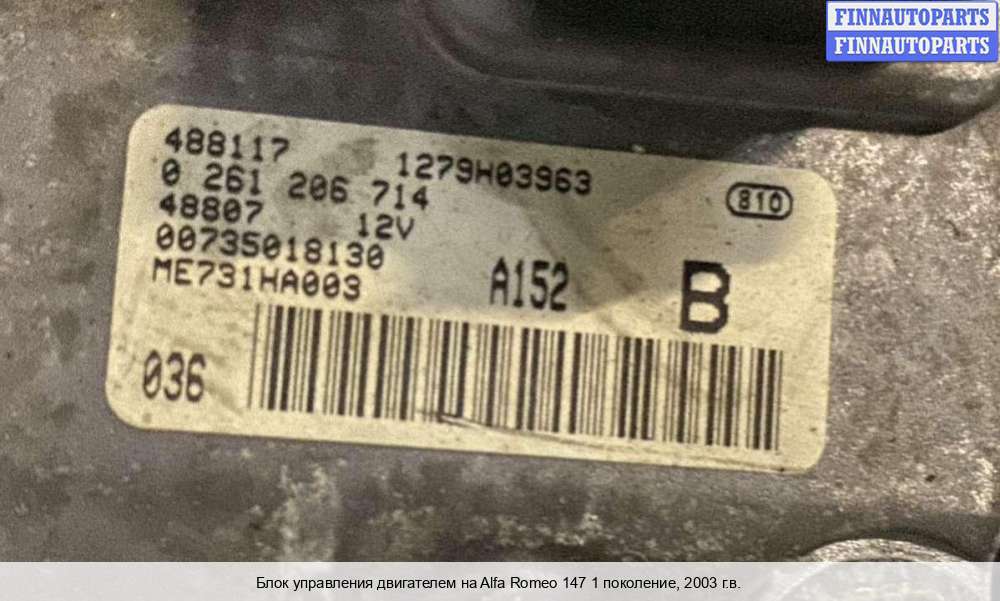 FINNAUTOPARTS
FINNAUTOPARTS
488117 1279H03963
0 261 206 714
810
48807 12V
00735018130
ME731HA003 A152 B
036
Блок управления двигателем на Alfa Romeo 147 1 поколение, 2003 г.в.